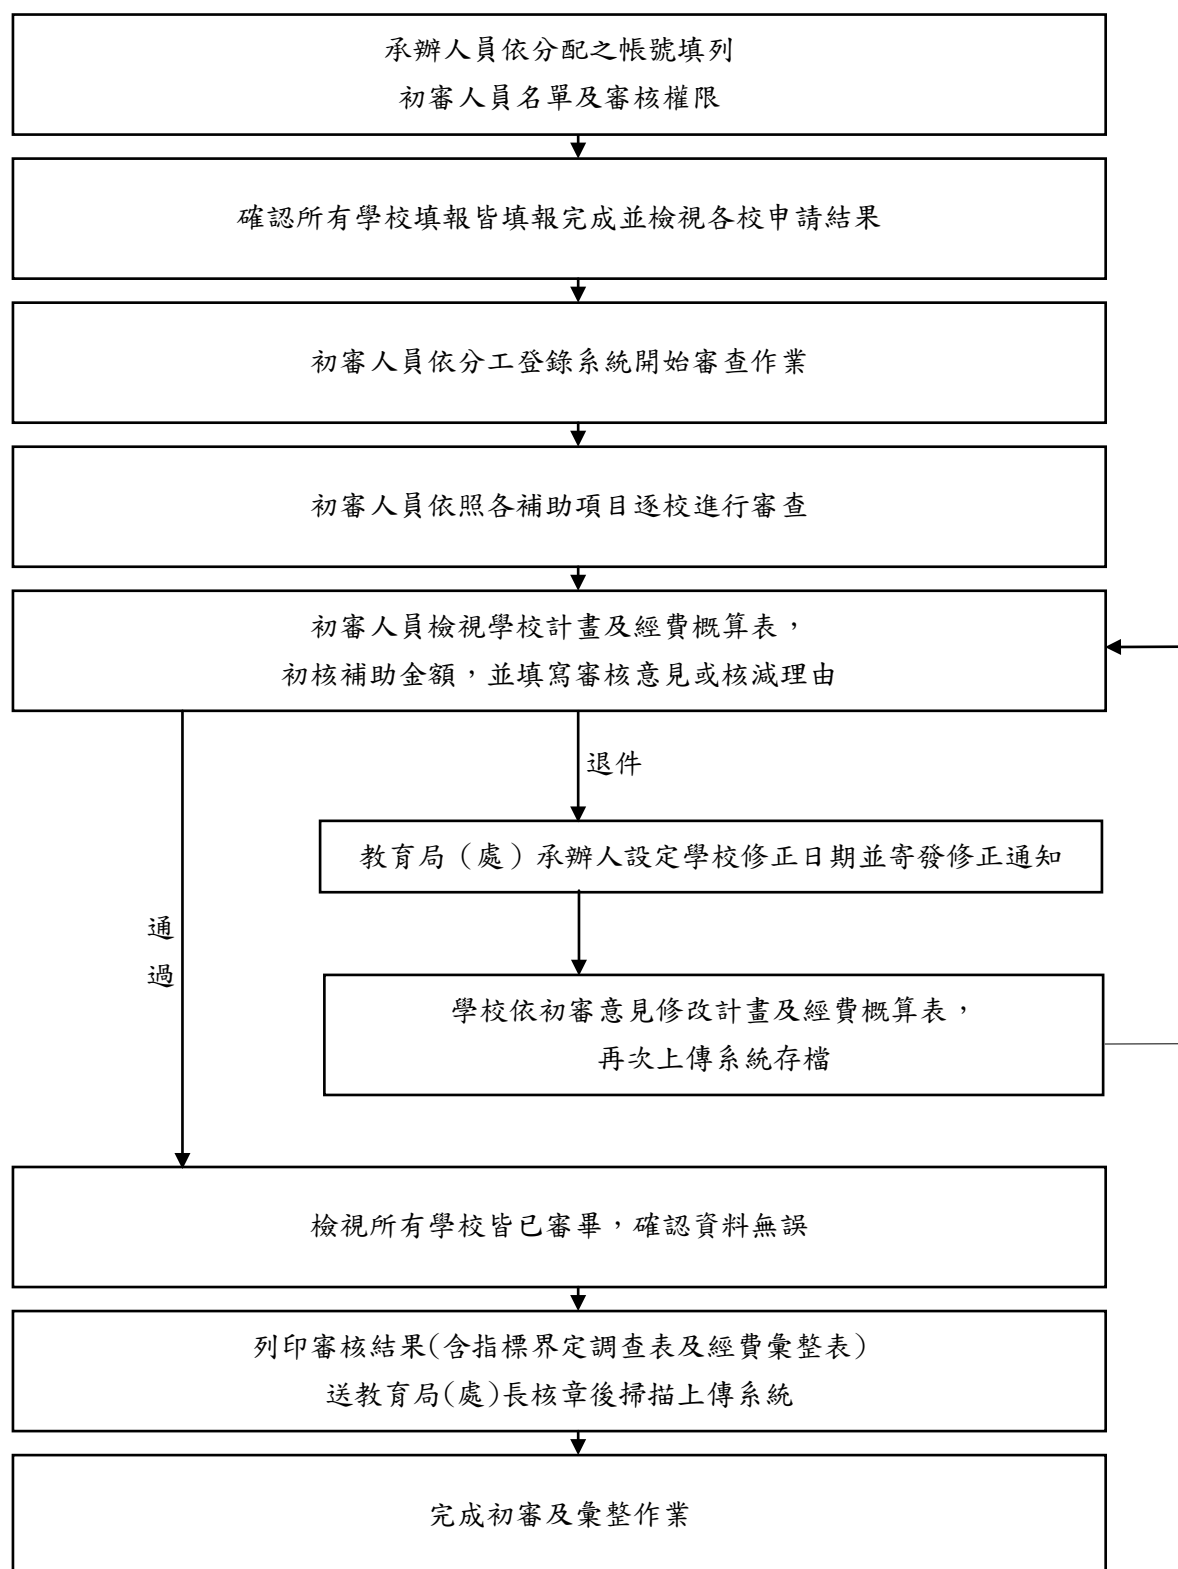 承辦人員依分配之帳號填列
初審人員名單及審核權限
確認所有學校填報皆填報完成並檢視各校申請結果
初審人員依分工登錄系統開始審查作業
初審人員依照各補助項目逐校進行審查
初審人員檢視學校計畫及經費概算表，
初核補助金額，並填寫審核意見或核減理由
退件
教育局（處）承辦人設定學校修正日期並寄發修正通知
通
過
學校依初審意見修改計畫及經費概算表，
再次上傳系統存檔
檢視所有學校皆已審畢，確認資料無誤
列印審核結果(含指標界定調查表及經費彙整表)
送教育局(處)長核章後掃描上傳系統
完成初審及彙整作業